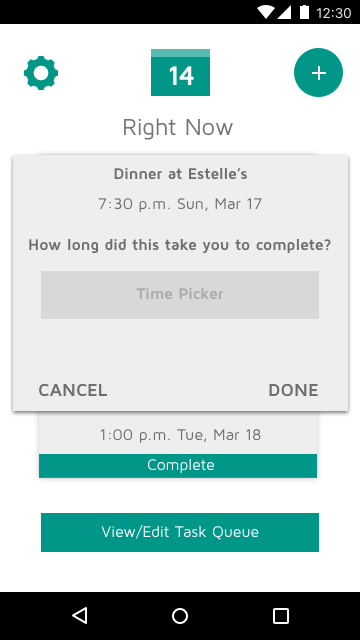 12:30
14
Right Now
Dinner at Estelle's
7:30 p.m. Sun, Mar 17
How long did this take you to complete?
Time Picker
CANCEL DONE
1:00 p.m. Tue, Mar 18
Complete
View/Edit Task Queue